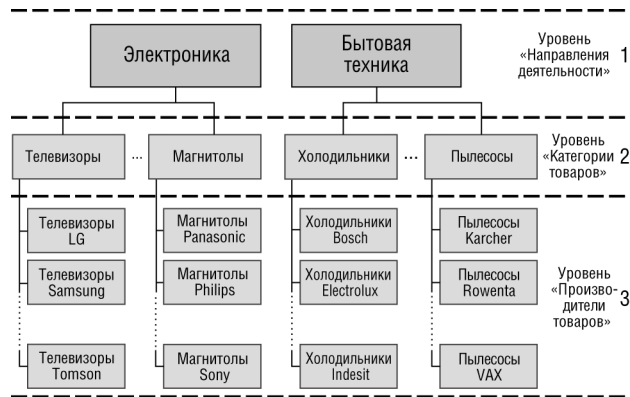 Электроника
Бытовая
техника
Уровень
«Направления
деятельности»
1
Телевизоры
...
Магнитолы
Холодильники
...
Пылесосы
Уровень
«Категории
товаров»
2
Телевизоры
LG
Магнитолы
Panasonic
Холодильники
Bosch
Пылесосы
Karcher
Телевизоры
Samsung
Магнитолы
Philips
Холодильники
Electrolux
Пылесосы
Rowenta
Уровень
«Произво-
дители
товаров»
3
Телевизоры
Tomson
Магнитолы
Sony
Холодильники
Indesit
Пылесосы
VAX